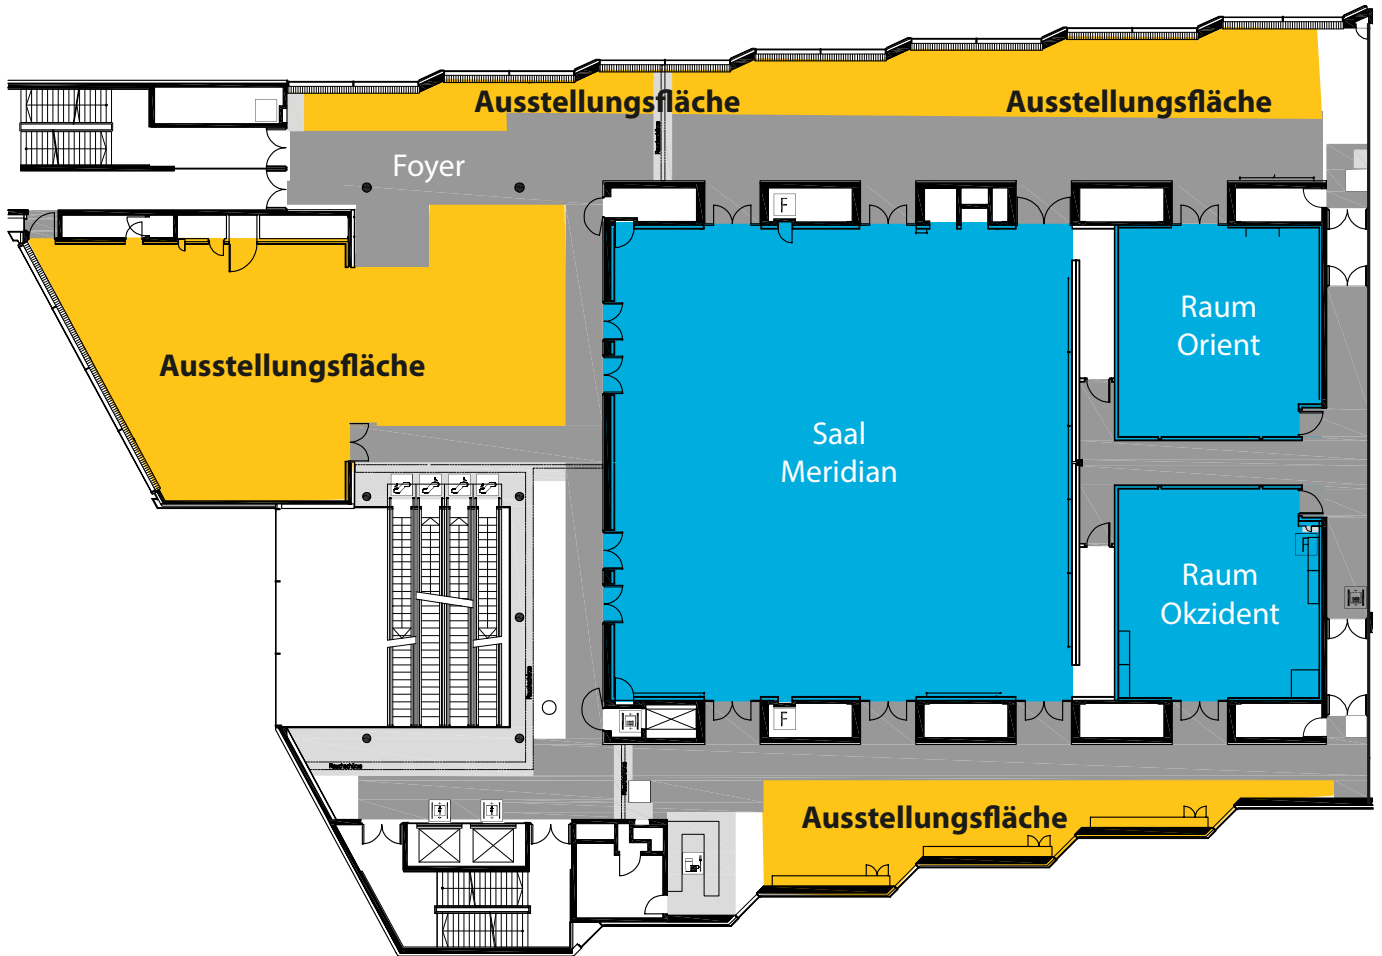 Ausstellungsfläche
Ausstellungsfläche
Foyer
F
Raum
Orient
Ausstellungsfläche
Saal
Meridian
Raum
Okzident
F
Ausstellungsfläche